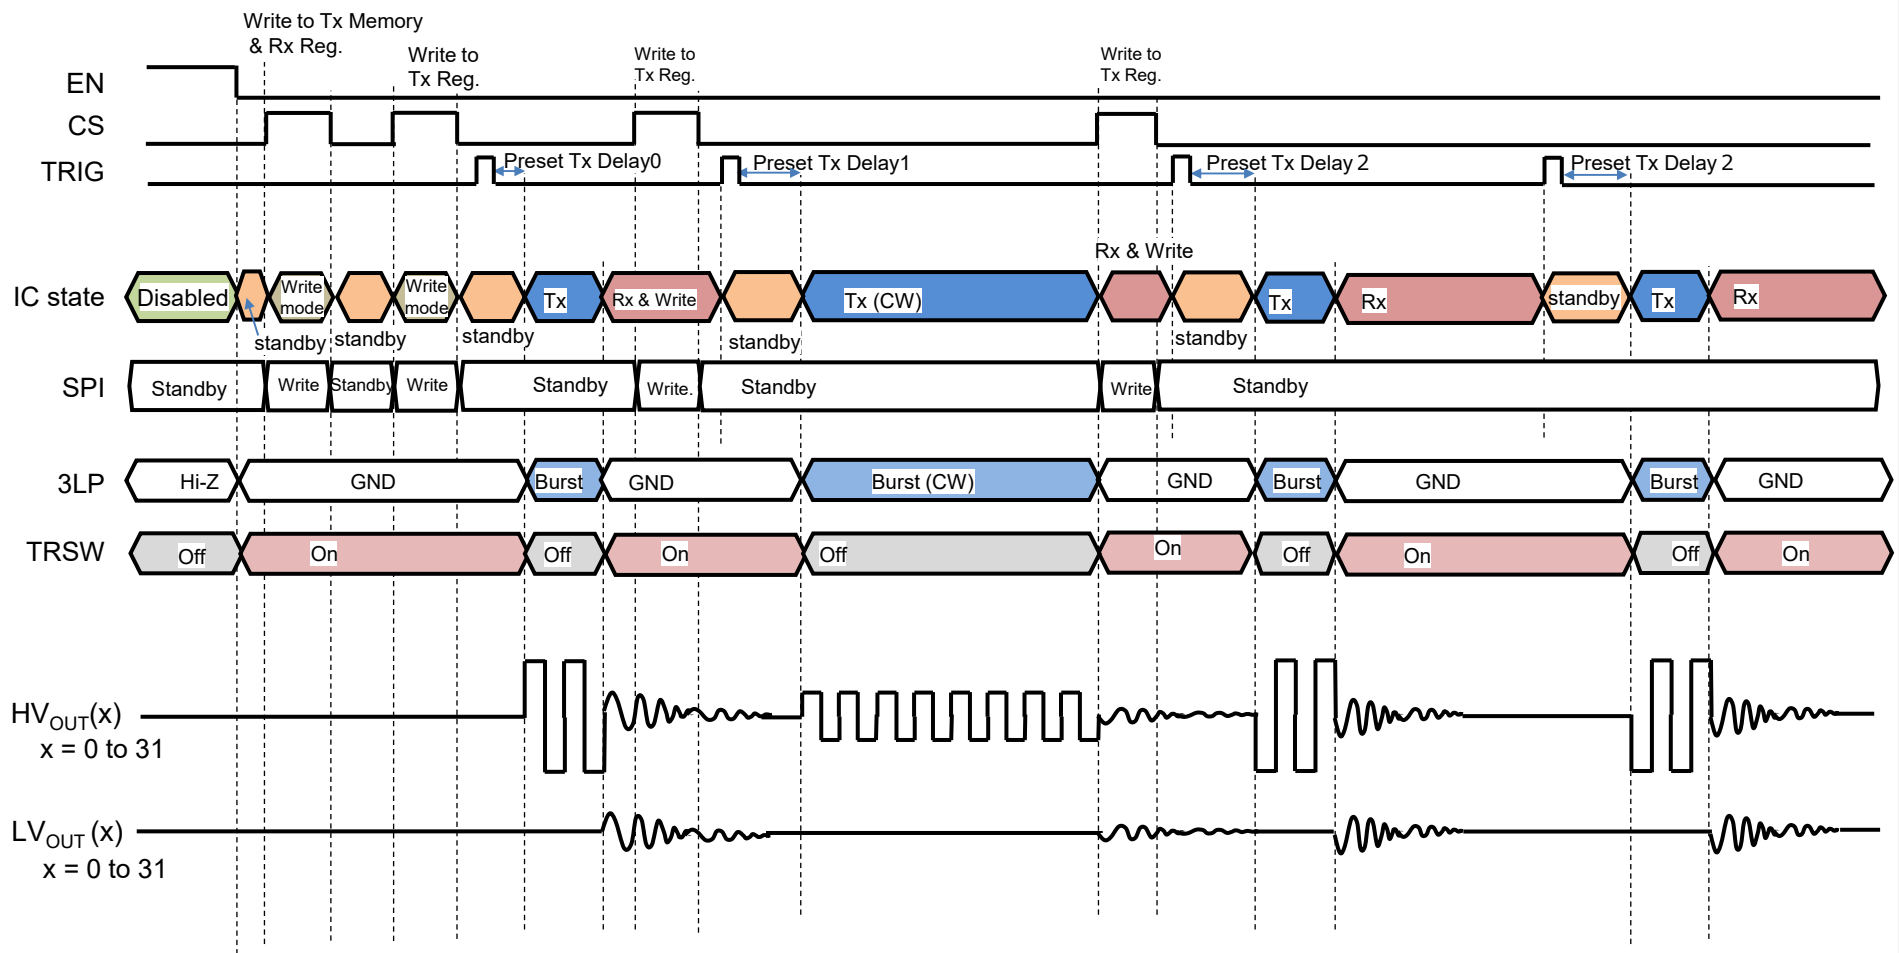 Write to Tx Memory
& Rx Reg.
Write to
Tx Reg.
Write to
Tx Reg.
Write to
Tx Reg.
EN
CS
TRIG
Preset Tx Delay0
Preset Tx Delay1
Preset Tx Delay 2
Preset Tx Delay 2
Rx & Write
IC state
Disabled
Write
mode
Write
mode
Tx
Rx & Write
Tx (CW)
Tx
Rx
standby
Tx
Rx
standby
standby
standby
standby
standby
SPI
Standby
Write
Standby
Write
Standby
Write.
Standby
Write
Standby
3LP
Hi-Z
GND
Burst
GND
Burst (CW)
GND
Burst
GND
Burst
GND
TRSW
Off
On
Off
On
Off
On
Off
On
Off
On
HVOUT(x)
x = 0 to 31
LVOUT (x)
x = 0 to 31